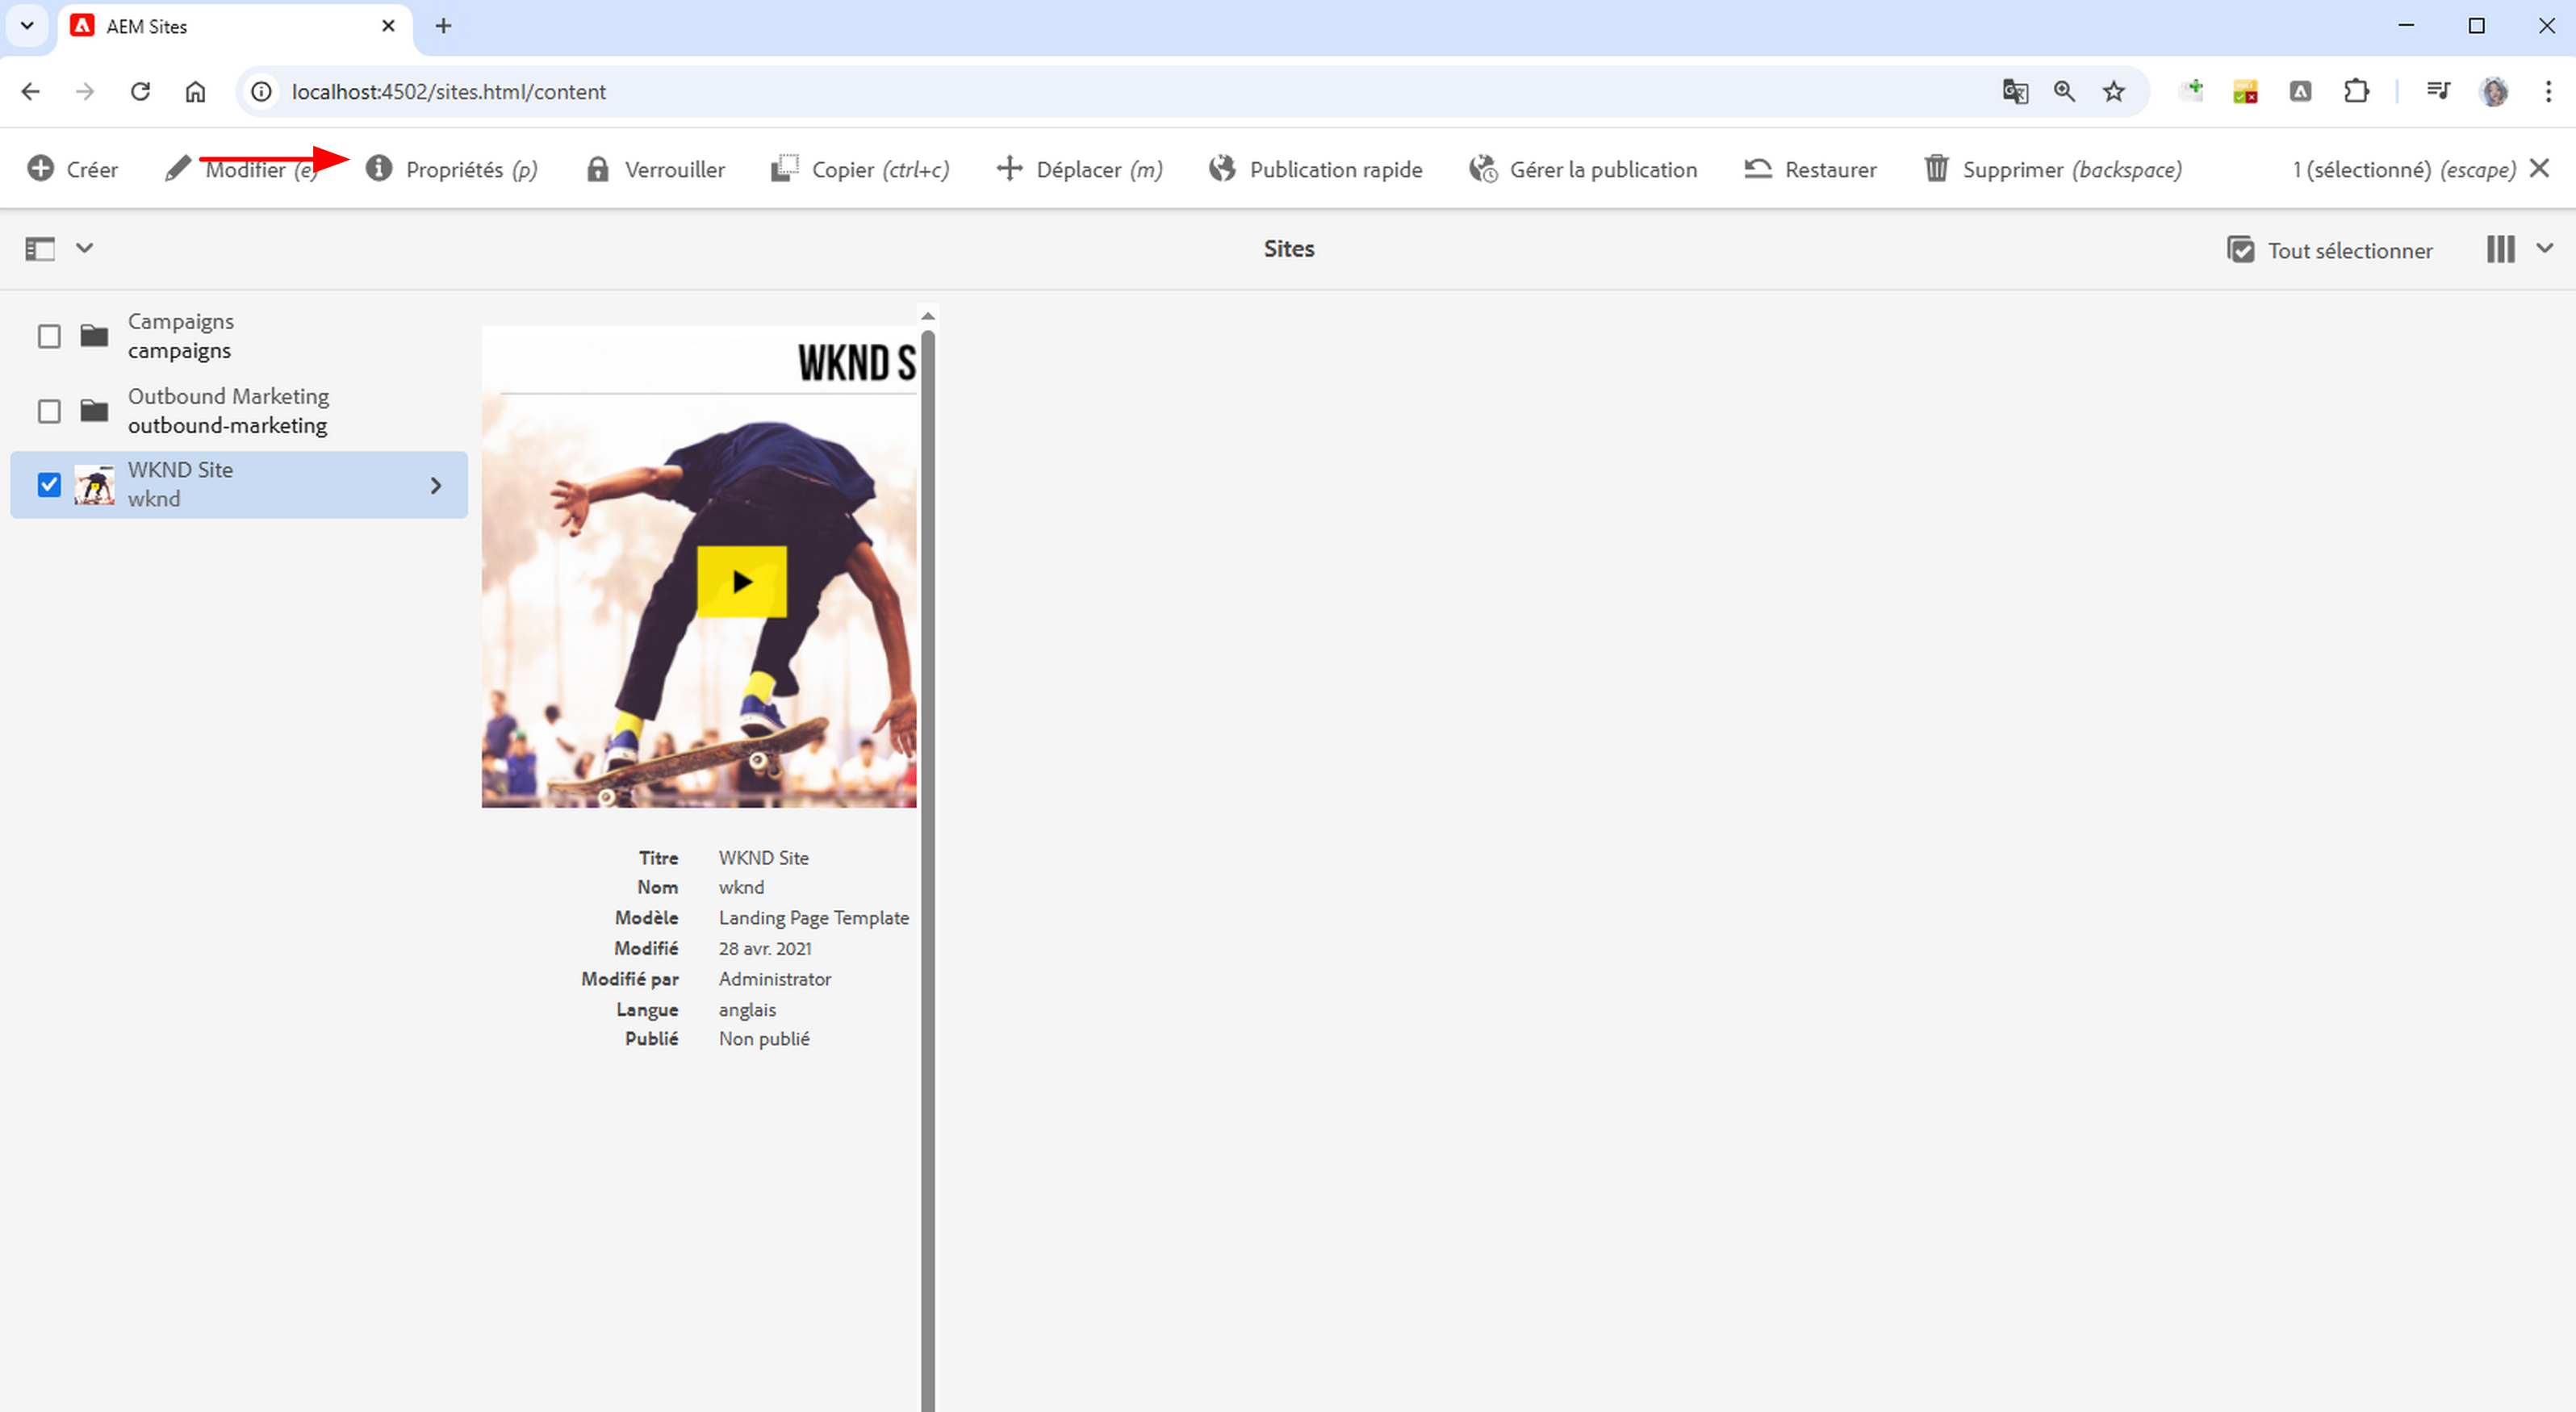 AEM Sites
localhost:4502/sites.html/content
Créer Modifier (e) Propriétés (p) Verrouiller Copier (ctrl+c) Déplacer (m) Publication rapide Gérer la publication Restaurer Supprimer (backspace) 1 (sélectionné) (escape)
Sites Tout sélectionner
Campaigns
campaigns
Outbound Marketing
outbound-marketing
WKND Site
wknd
WKND S
Titre WKND Site
Nom wknd
Modèle Landing Page Template
Modifié 28 avr. 2021
Modifié par Administrator
Langue anglais
Publié Non publié